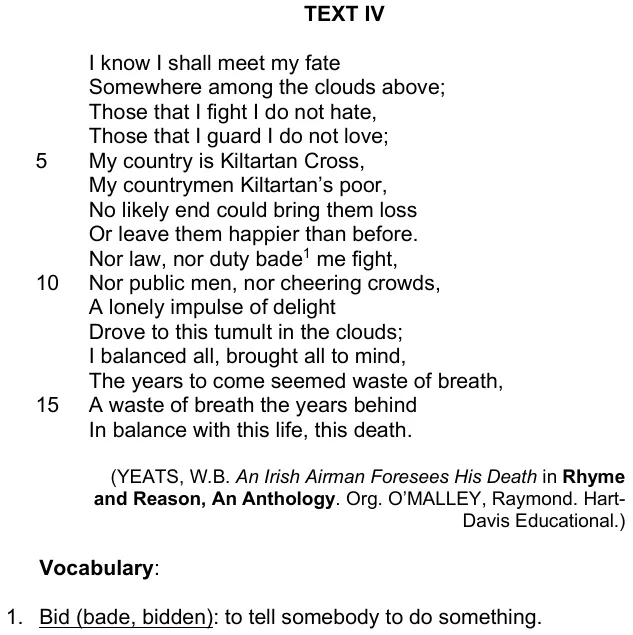 TEXT IV
I know I shall meet my fate
Somewhere among the clouds above;
Those that I fight I do not hate,
Those that I guard I do not love;
5 My country is Kiltartan Cross,
My countrymen Kiltartan’s poor,
No likely end could bring them loss
Or leave them happier than before.
Nor law, nor duty bade¹ me fight,
10 Nor public men, nor cheering crowds,
A lonely impulse of delight
Drove to this tumult in the clouds;
I balanced all, brought all to mind,
The years to come seemed waste of breath,
15 A waste of breath the years behind
In balance with this life, this death.
(YEATS, W.B. An Irish Airman Foresees His Death in Rhyme
and Reason, An Anthology. Org. O’MALLEY, Raymond. Hart-
Davis Educational.)
Vocabulary:
1. Bid (bade, bidden): to tell somebody to do something.